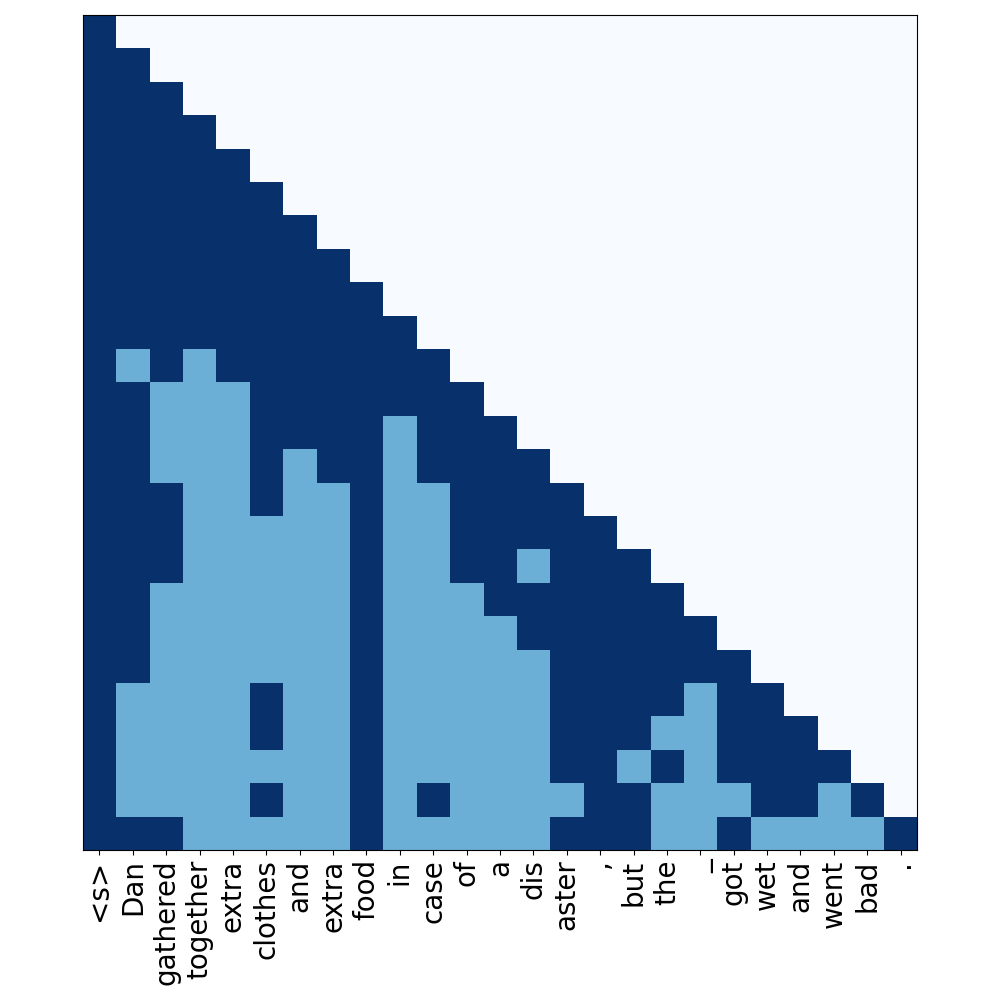 <s> Dan gathered together extra clothes and extra food in case of a dis aster , but the _ got wet and went bad .